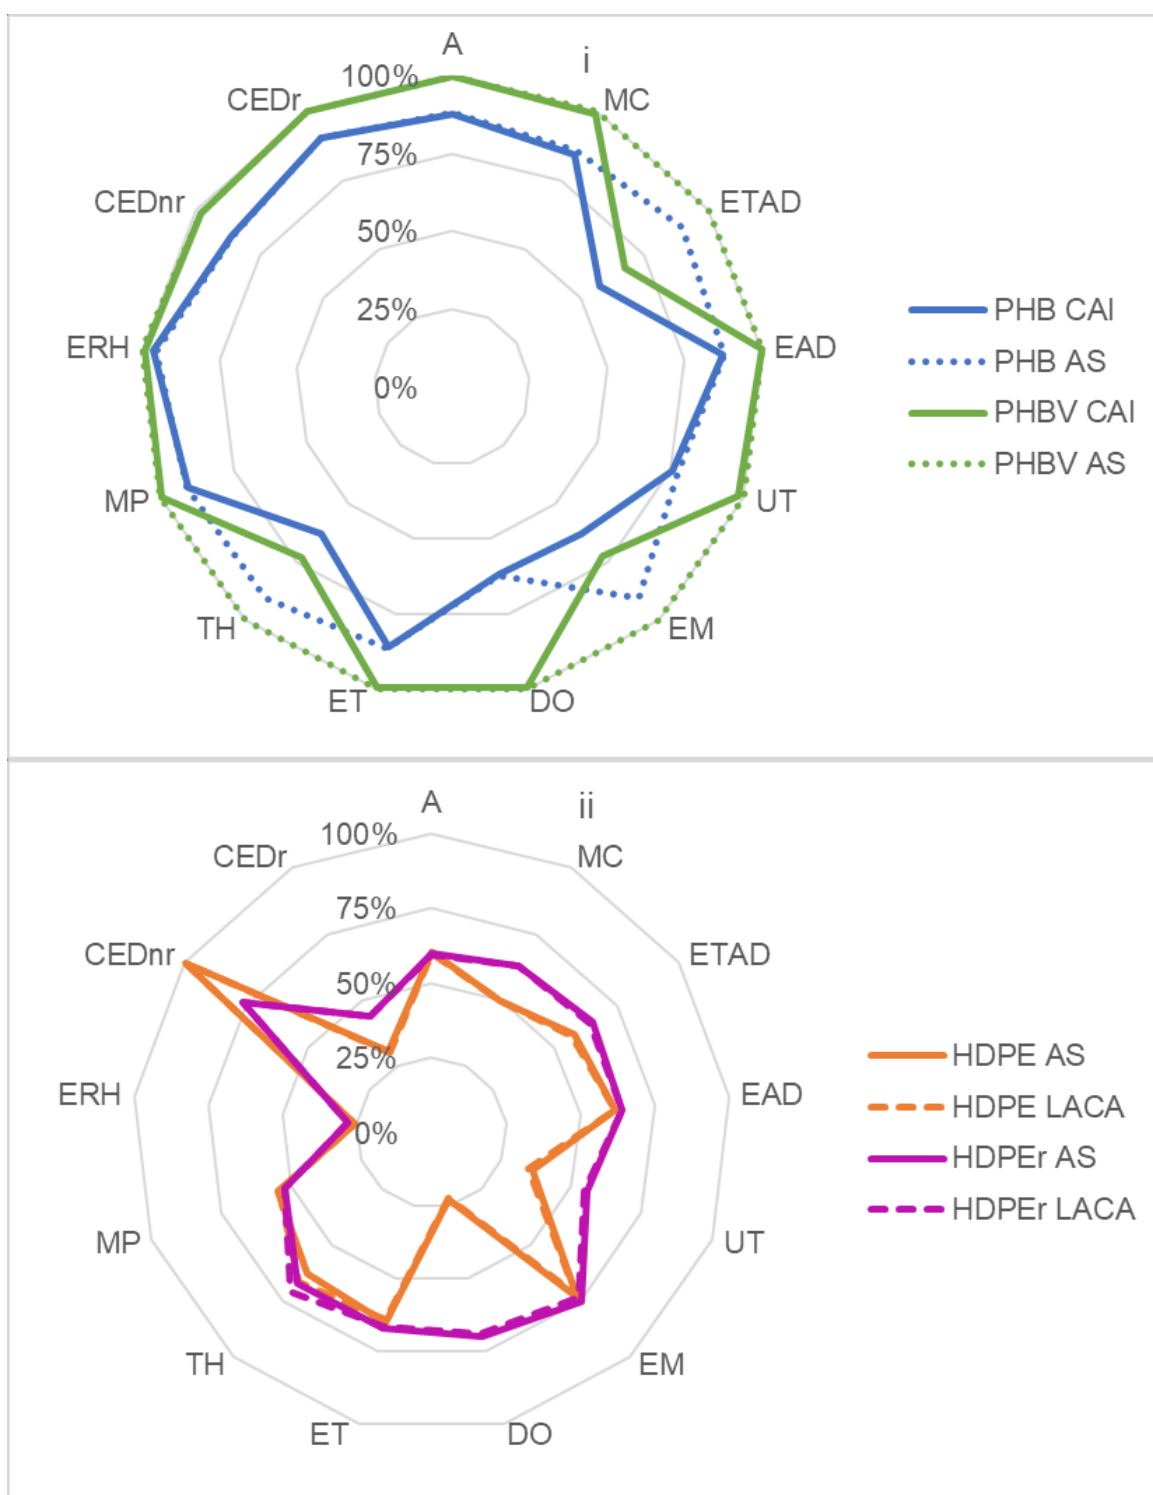 A
i
100%
CEDr
MC
75%
CEDnr
ETAD
50%
25%
PHB CAI
ERH
EAD
PHB AS
0%
PHBV CAI
PHBV AS
MP
UT
TH
EM
ET
DO
A
ii
100%
CEDr
MC
75%
CEDnr
ETAD
50%
25%
HDPE AS
ERH
EAD
HDPE LACA
0%
HDPEr AS
HDPEr LACA
MP
UT
TH
EM
ET
DO